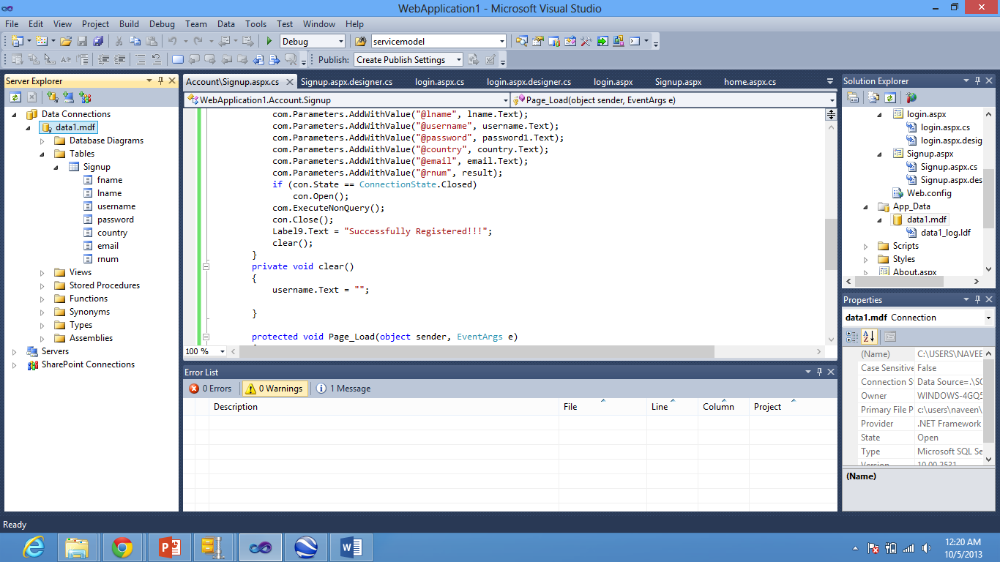 WebApplication1 - Microsoft Visual Studio
File Edit View Project Build Debug Team Data Tools Test Window Help
Debug servicemodel
Publish: Create Publish Settings
Server Explorer
Data Connections
data1.mdf
Database Diagrams
Tables
Signup
fname
lname
username
password
country
email
rnum
Views
Stored Procedures
Functions
Synonyms
Types
Assemblies
Servers
SharePoint Connections
Account\Signup.aspx.cs Signup.aspx.designer.cs login.aspx.cs login.aspx.designer.cs login.aspx Signup.aspx home.aspx.cs
WebApplication1.Account.Signup Page_Load(object sender, EventArgs e)
com.Parameters.AddWithValue("@lname", lname.Text);
com.Parameters.AddWithValue("@username", username.Text);
com.Parameters.AddWithValue("@password", password1.Text);
com.Parameters.AddWithValue("@country", country.Text);
com.Parameters.AddWithValue("@email", email.Text);
com.Parameters.AddWithValue("@rnum", result);
if (con.State == ConnectionState.Closed)
con.Open();
com.ExecuteNonQuery();
con.Close();
Label9.Text = "Successfully Registered!!!";
clear();
}
private void clear()
{
username.Text = "";
}
protected void Page_Load(object sender, EventArgs e)
100 %
Error List
0 Errors 0 Warnings 1 Message
Description File Line Column Project
Solution Explorer
login.aspx
login.aspx.cs
login.aspx.desig
Signup.aspx
Signup.aspx.cs
Signup.aspx.des
Web.config
App_Data
data1.mdf
data1_log.ldf
Scripts
Styles
About.aspx
Properties
data1.mdf Connection
(Name) C:\USERS\NAVEE
Case Sensitive False
Connection S Data Source=.\SQ
Owner WINDOWS-4GQ5
Primary File P c:\users\naveen\
Provider .NET Framework
State Open
Type Microsoft SQL Se
Version 10.00.2531
(Name)
Ready
12:20 AM
10/5/2013